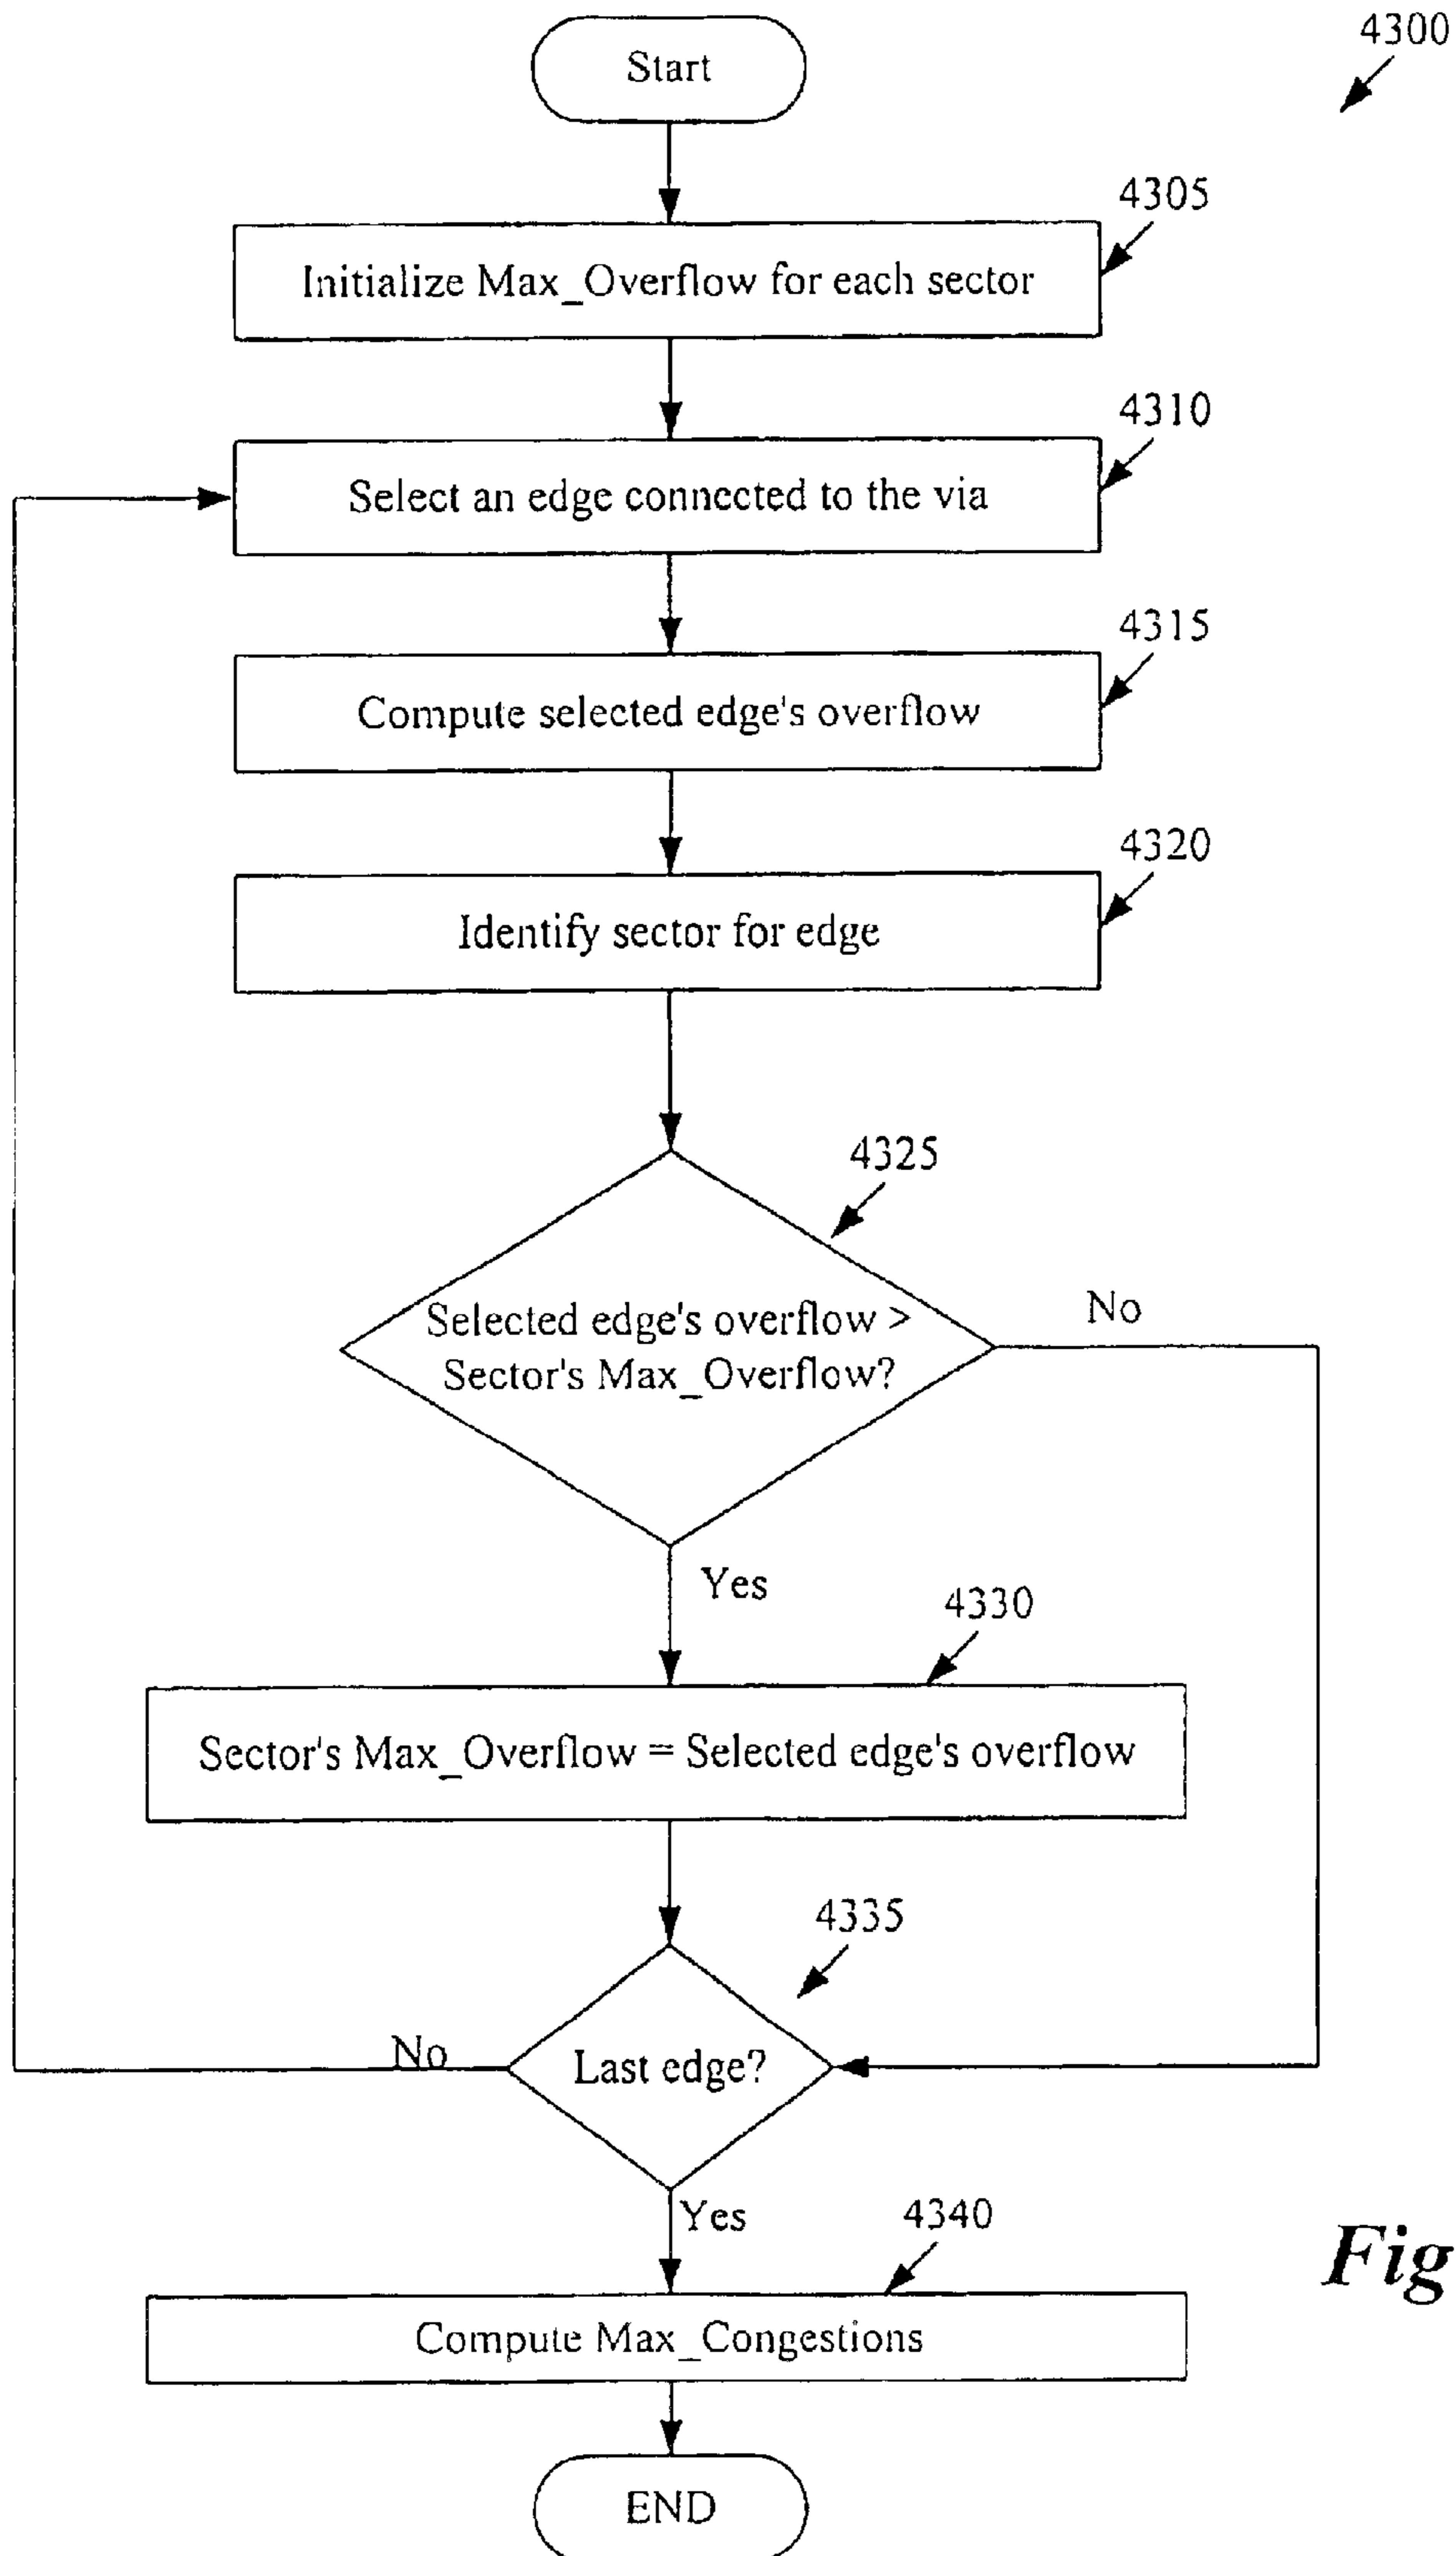 4300
Start
4305
Initialize Max_Overflow for each sector
4310
Select an edge connected to the via
4315
Compute selected edge's overflow
4320
Identify sector for edge
4325
Selected edge's overflow >
Sector's Max_Overflow?
No
Yes
4330
Sector's Max_Overflow = Selected edge's overflow
4335
Last edge?
No
Yes
4340
Compute Max_Congestions
Fig
END